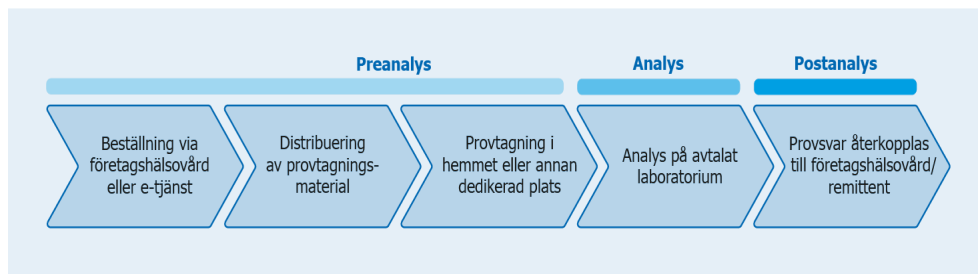 Preanalys
Analys
Postanalys
Beställning via
företagshälsovård
eller e-tjänst
Distribuering
av provtagnings-
material
Provtagning i
hemmet eller annan
dedikerad plats
Analys på avtalat
laboratorium
Provsvar återkopplas
till företagshälsovård/
remittent